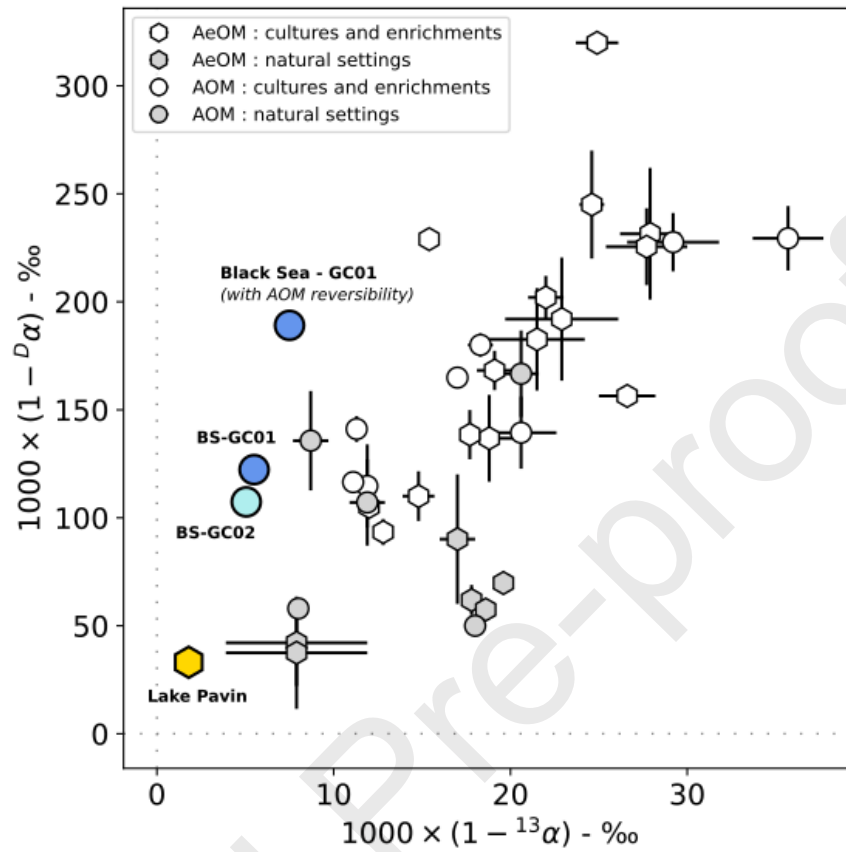 AeOM : cultures and enrichments
AeOM : natural settings
AOM : cultures and enrichments
AOM : natural settings
300
250
200
150
100
50
0
1000 × (1 − ᴰα) - ‰
Black Sea - GC01
(with AOM reversibility)
BS-GC01
BS-GC02
Lake Pavin
0
10
20
30
1000 × (1 − ¹³α) - ‰
Pre-proof